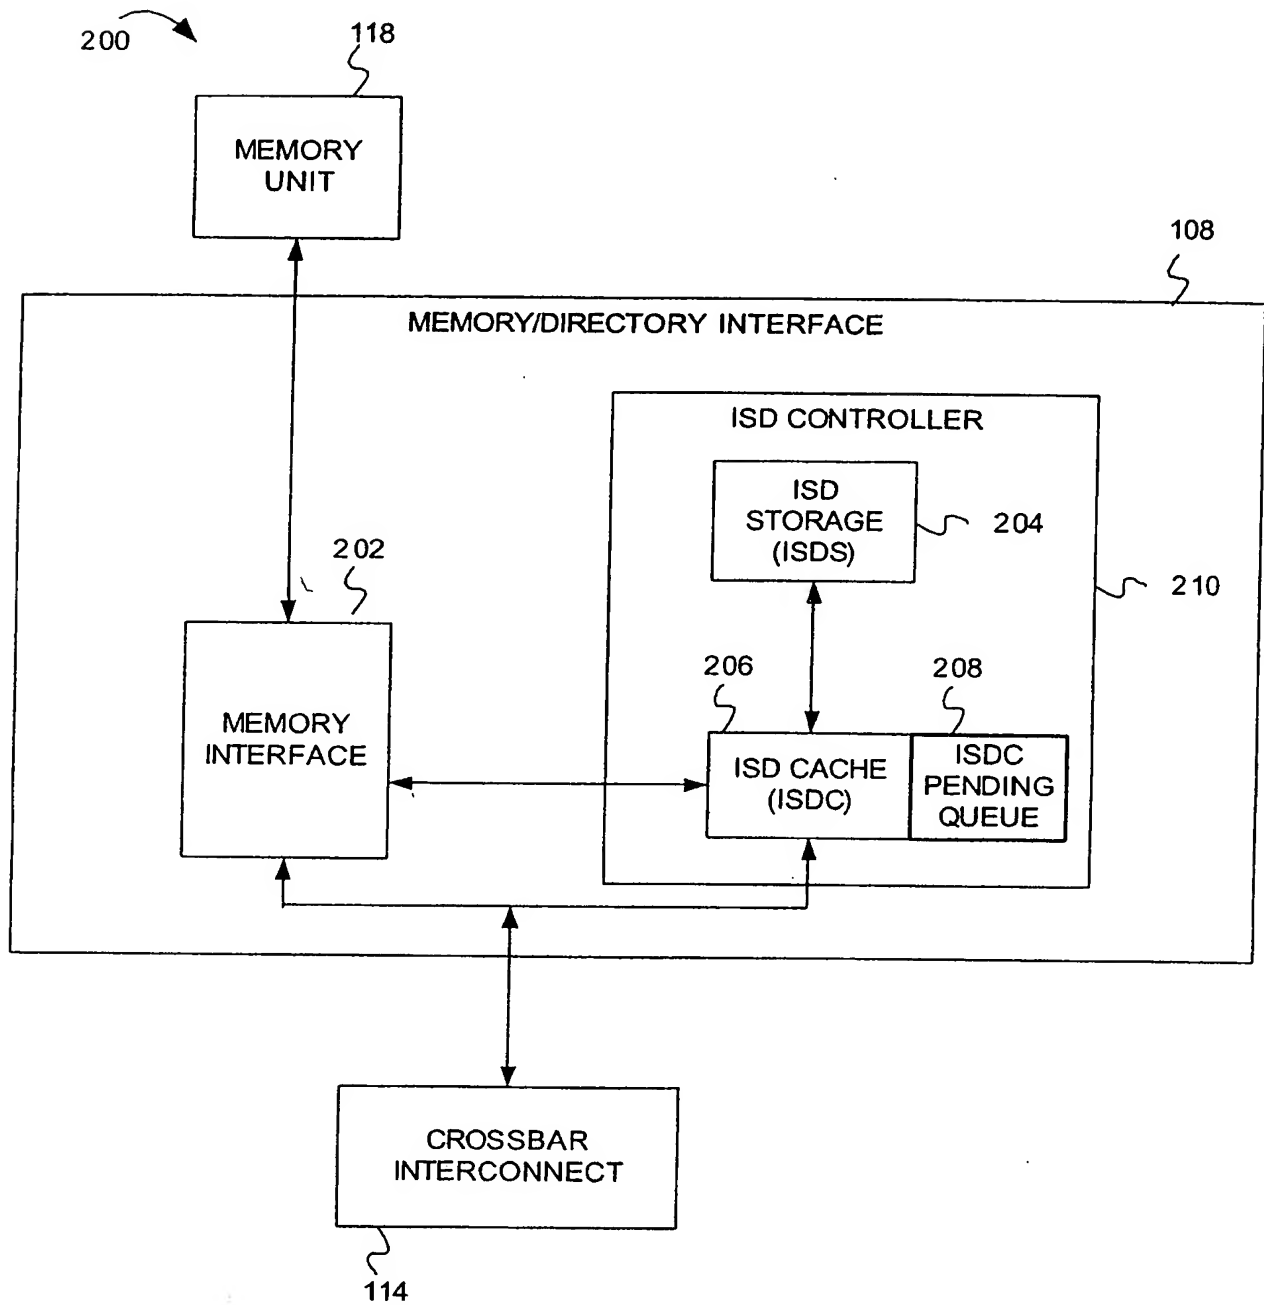 200
118
MEMORY
UNIT
108
MEMORY/DIRECTORY INTERFACE
ISD CONTROLLER
ISD
STORAGE
(ISDS)
204
202
210
206
208
MEMORY
INTERFACE
ISD CACHE
(ISDC)
ISDC
PENDING
QUEUE
CROSSBAR
INTERCONNECT
114